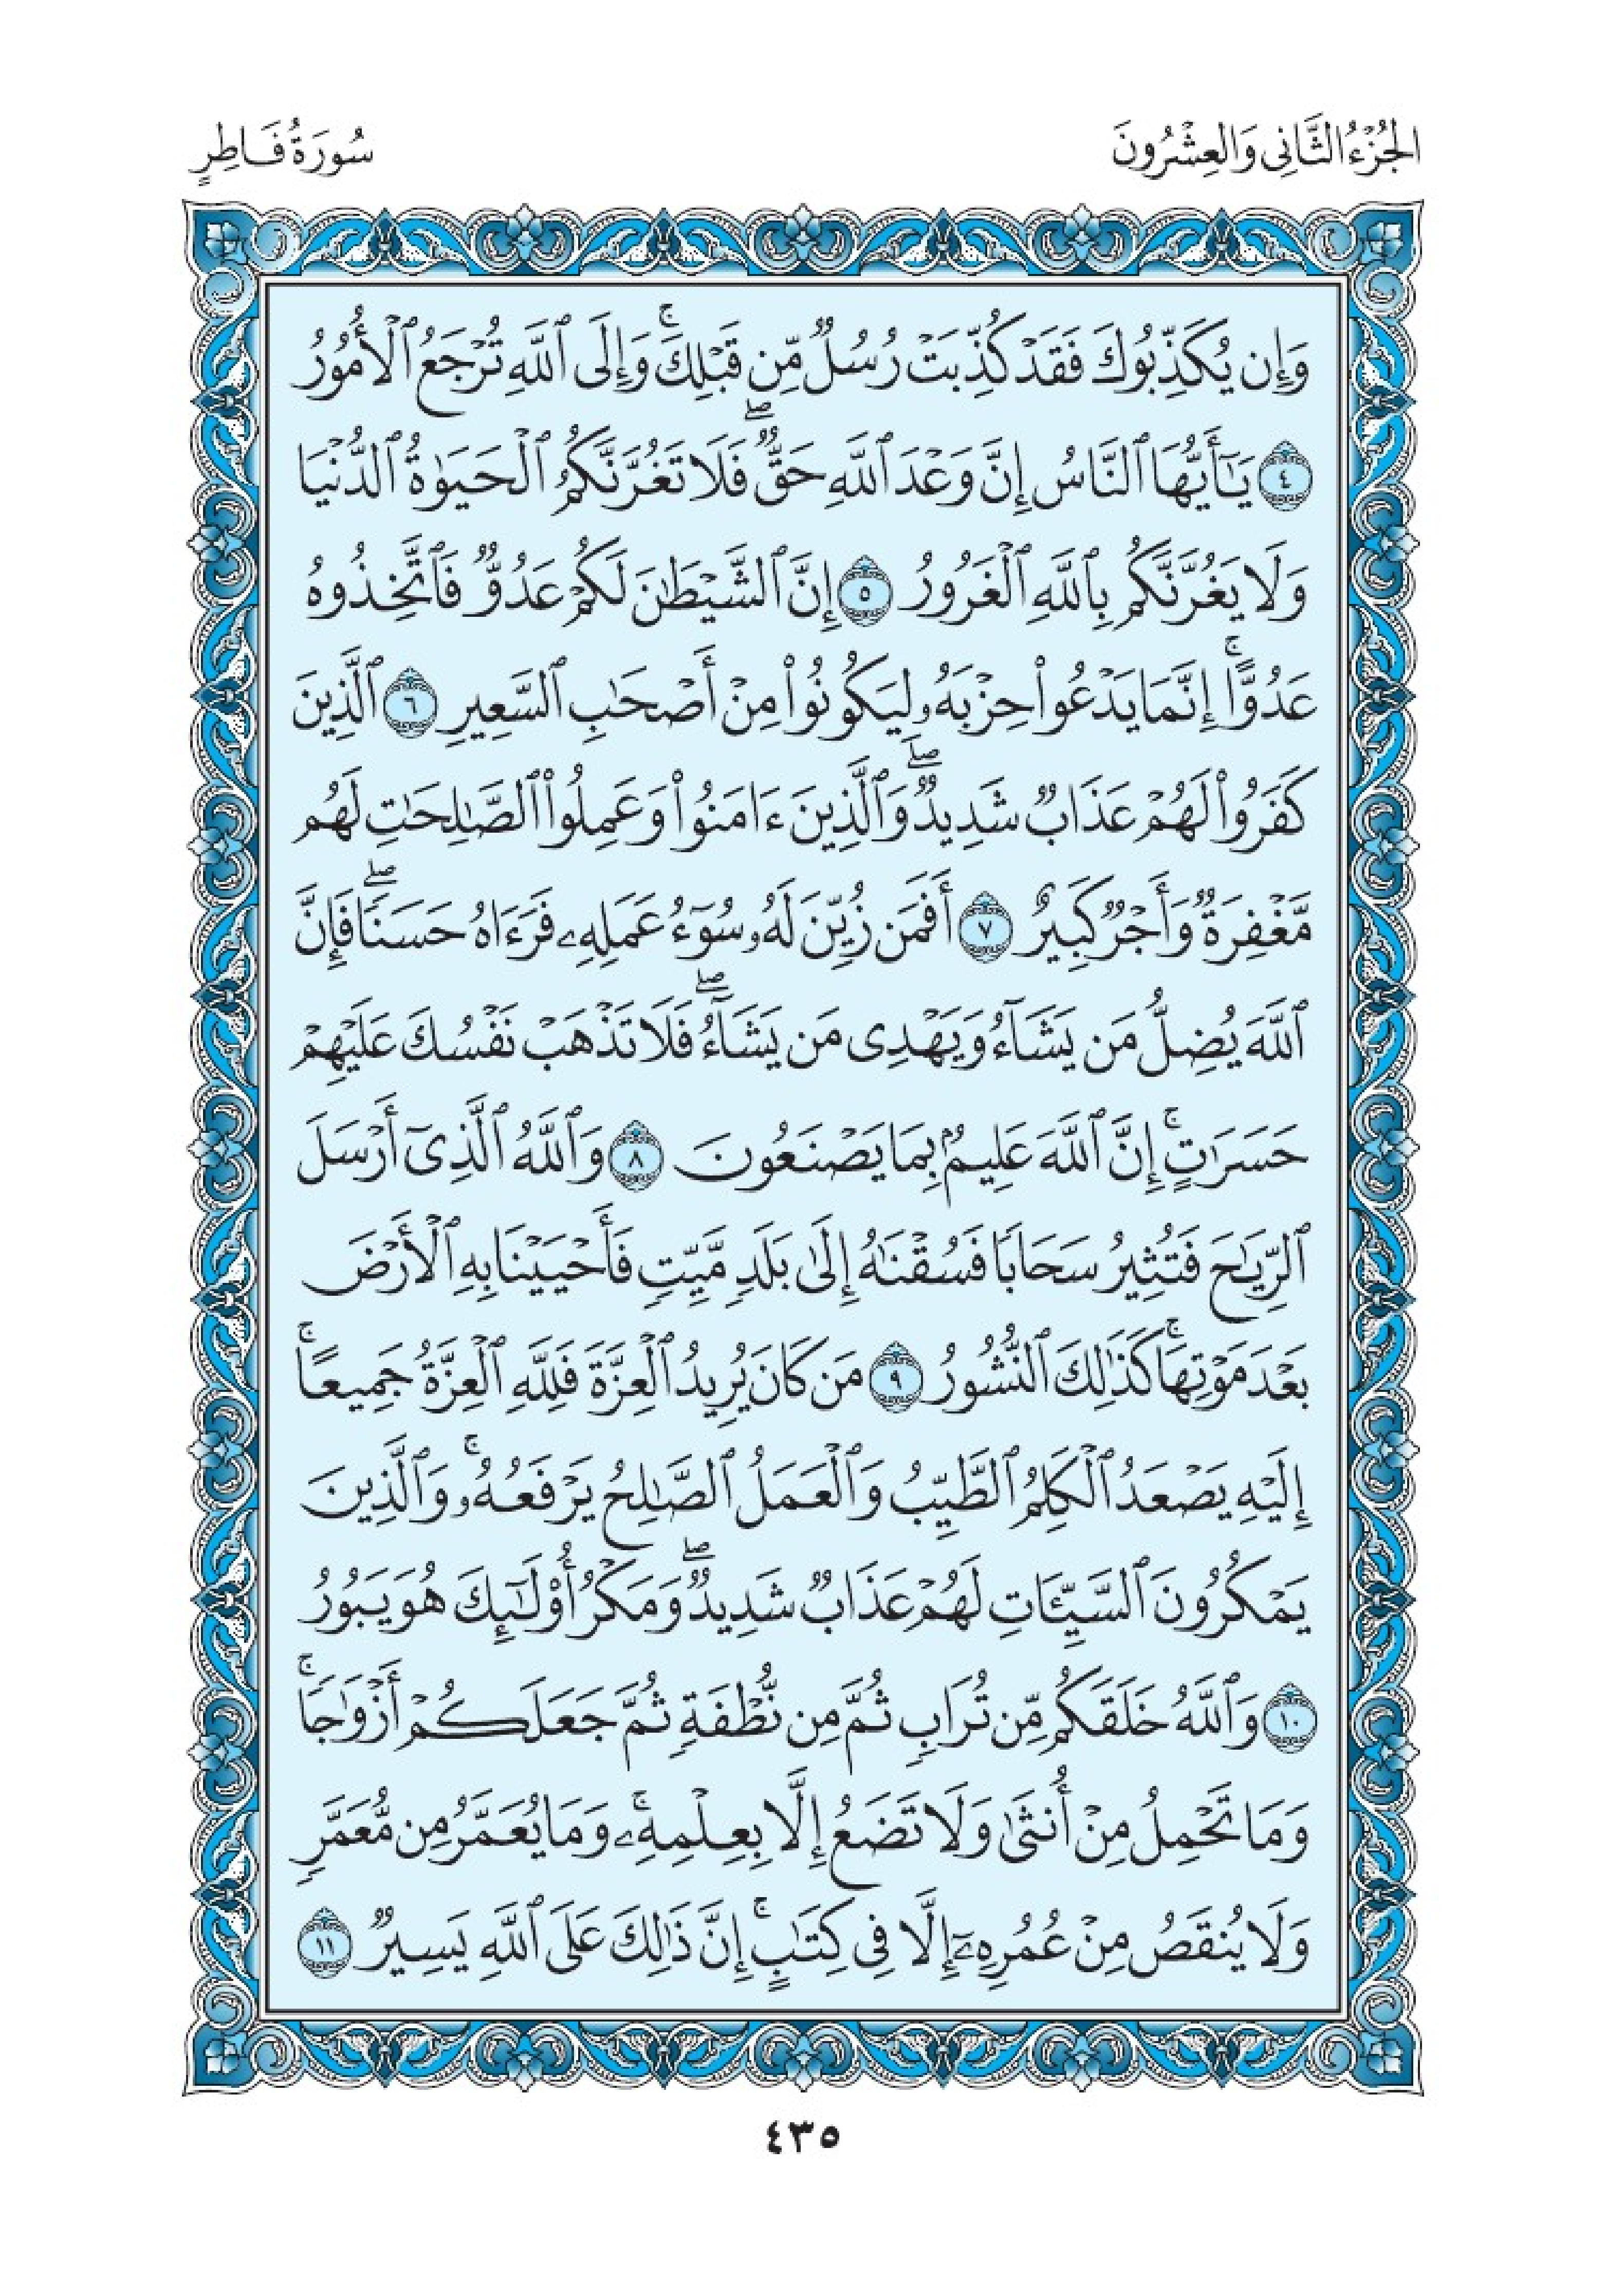 الجُزْءُ الثَّانِي وَالعِشْرُونَ
سُورَةُ فَاطِرٍ
وَإِن يُكَذِّبُوكَ فَقَدْ كُذِّبَتْ رُسُلٌ مِّن قَبْلِكَۚ وَإِلَى ٱللَّهِ تُرْجَعُ ٱلْأُمُورُ
٤ يَٰٓأَيُّهَا ٱلنَّاسُ إِنَّ وَعْدَ ٱللَّهِ حَقٌّۖ فَلَا تَغُرَّنَّكُمُ ٱلْحَيَوٰةُ ٱلدُّنْيَا
وَلَا يَغُرَّنَّكُم بِٱللَّهِ ٱلْغَرُورُ ٥ إِنَّ ٱلشَّيْطَٰنَ لَكُمْ عَدُوٌّ فَٱتَّخِذُوهُ
عَدُوًّاۚ إِنَّمَا يَدْعُوا۟ حِزْبَهُۥ لِيَكُونُوا۟ مِنْ أَصْحَٰبِ ٱلسَّعِيرِ ٦ ٱلَّذِينَ
كَفَرُوا۟ لَهُمْ عَذَابٌ شَدِيدٌۖ وَٱلَّذِينَ ءَامَنُوا۟ وَعَمِلُوا۟ ٱلصَّٰلِحَٰتِ لَهُم
مَّغْفِرَةٌ وَأَجْرٌ كَبِيرٌ ٧ أَفَمَن زُيِّنَ لَهُۥ سُوٓءُ عَمَلِهِۦ فَرَءَاهُ حَسَنًاۖ فَإِنَّ
ٱللَّهَ يُضِلُّ مَن يَشَآءُ وَيَهْدِى مَن يَشَآءُۖ فَلَا تَذْهَبْ نَفْسُكَ عَلَيْهِمْ
حَسَرَٰتٍۚ إِنَّ ٱللَّهَ عَلِيمٌۢ بِمَا يَصْنَعُونَ ٨ وَٱللَّهُ ٱلَّذِىٓ أَرْسَلَ
ٱلرِّيَٰحَ فَتُثِيرُ سَحَابًا فَسُقْنَٰهُ إِلَىٰ بَلَدٍ مَّيِّتٍ فَأَحْيَيْنَا بِهِ ٱلْأَرْضَ
بَعْدَ مَوْتِهَاۚ كَذَٰلِكَ ٱلنُّشُورُ ٩ مَن كَانَ يُرِيدُ ٱلْعِزَّةَ فَلِلَّهِ ٱلْعِزَّةُ جَمِيعًاۚ
إِلَيْهِ يَصْعَدُ ٱلْكَلِمُ ٱلطَّيِّبُ وَٱلْعَمَلُ ٱلصَّٰلِحُ يَرْفَعُهُۥۚ وَٱلَّذِينَ
يَمْكُرُونَ ٱلسَّيِّـَٔاتِ لَهُمْ عَذَابٌ شَدِيدٌۖ وَمَكْرُ أُو۟لَٰٓئِكَ هُوَ يَبُورُ
١٠ وَٱللَّهُ خَلَقَكُم مِّن تُرَابٍ ثُمَّ مِن نُّطْفَةٍ ثُمَّ جَعَلَكُمْ أَزْوَٰجًاۚ
وَمَا تَحْمِلُ مِنْ أُنثَىٰ وَلَا تَضَعُ إِلَّا بِعِلْمِهِۦۚ وَمَا يُعَمَّرُ مِن مُّعَمَّرٍ
وَلَا يُنقَصُ مِنْ عُمُرِهِۦٓ إِلَّا فِى كِتَٰبٍۚ إِنَّ ذَٰلِكَ عَلَى ٱللَّهِ يَسِيرٌ ١١
٤٣٥